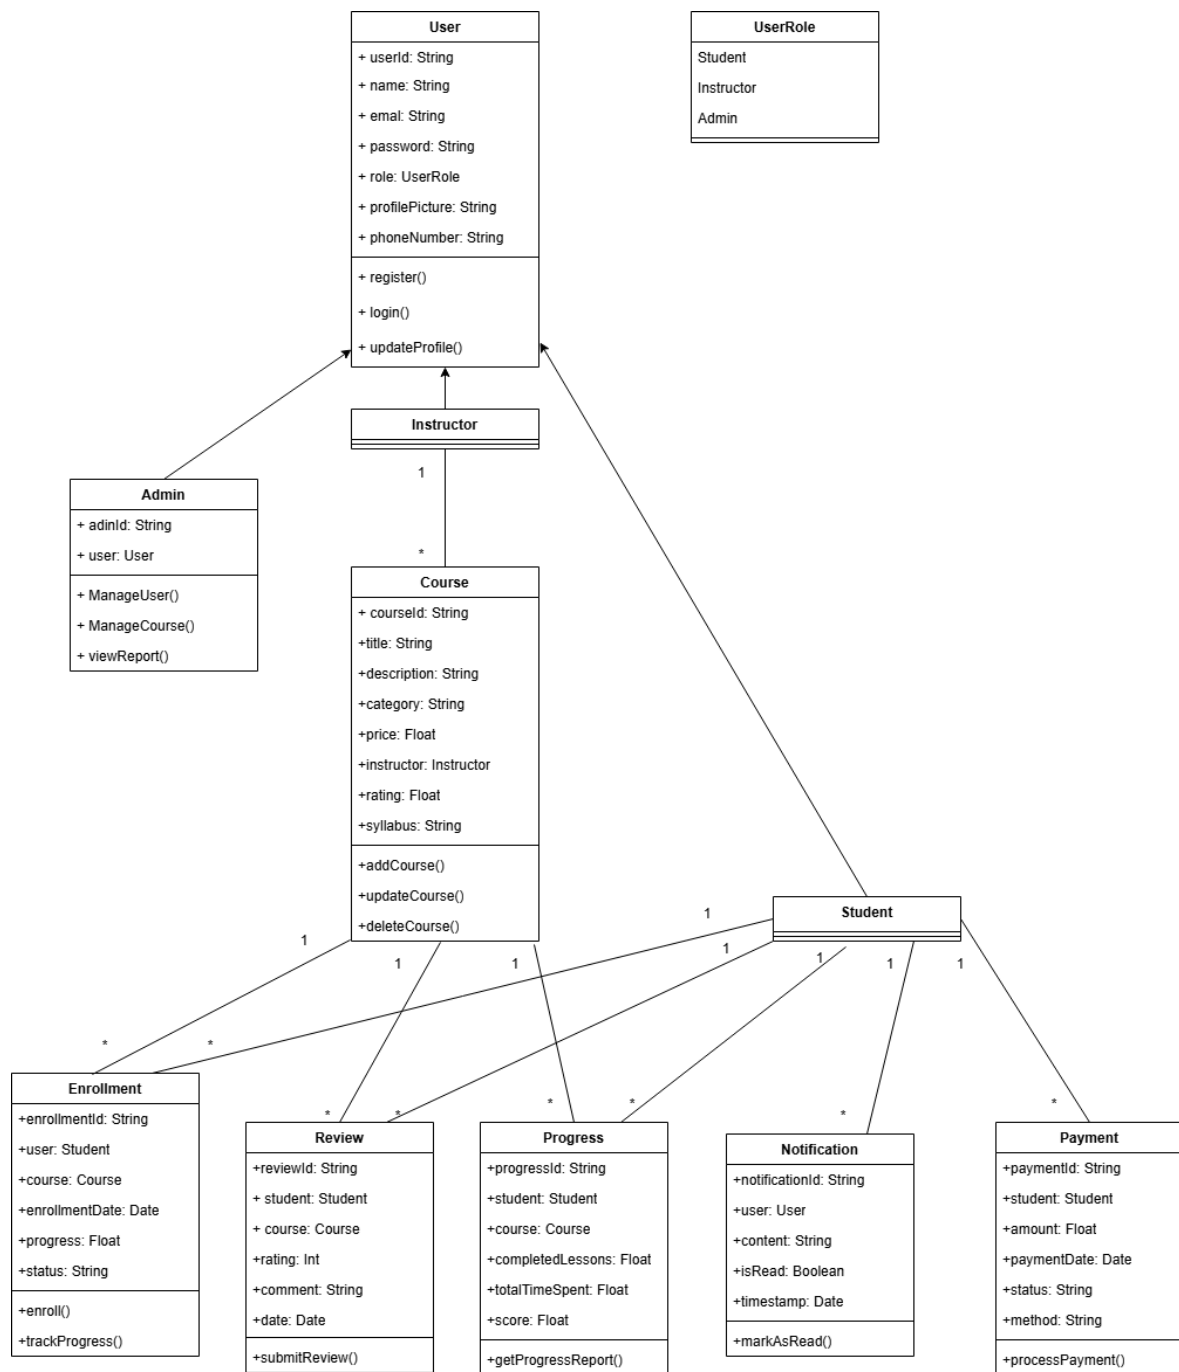 User
+ userId: String
+ name: String
+ emal: String
+ password: String
+ role: UserRole
+ profilePicture: String
+ phoneNumber: String
+ register()
+ login()
+ updateProfile()
UserRole
Student
Instructor
Admin
Instructor
1
*
Admin
+ adinId: String
+ user: User
+ ManageUser()
+ ManageCourse()
+ viewReport()
Course
+ courseId: String
+title: String
+description: String
+category: String
+price: Float
+instructor: Instructor
+rating: Float
+syllabus: String
+addCourse()
+updateCourse()
+deleteCourse()
Student
1
1
1
1
1
1
1
1
*
*
*
*
*
*
*
*
Enrollment
+enrollmentId: String
+user: Student
+course: Course
+enrollmentDate: Date
+progress: Float
+status: String
+enroll()
+trackProgress()
Review
+reviewId: String
+ student: Student
+ course: Course
+rating: Int
+comment: String
+date: Date
+submitReview()
Progress
+progressId: String
+student: Student
+course: Course
+completedLessons: Float
+totalTimeSpent: Float
+score: Float
+getProgressReport()
Notification
+notificationId: String
+user: User
+content: String
+isRead: Boolean
+timestamp: Date
+markAsRead()
Payment
+paymentId: String
+student: Student
+amount: Float
+paymentDate: Date
+status: String
+method: String
+processPayment()